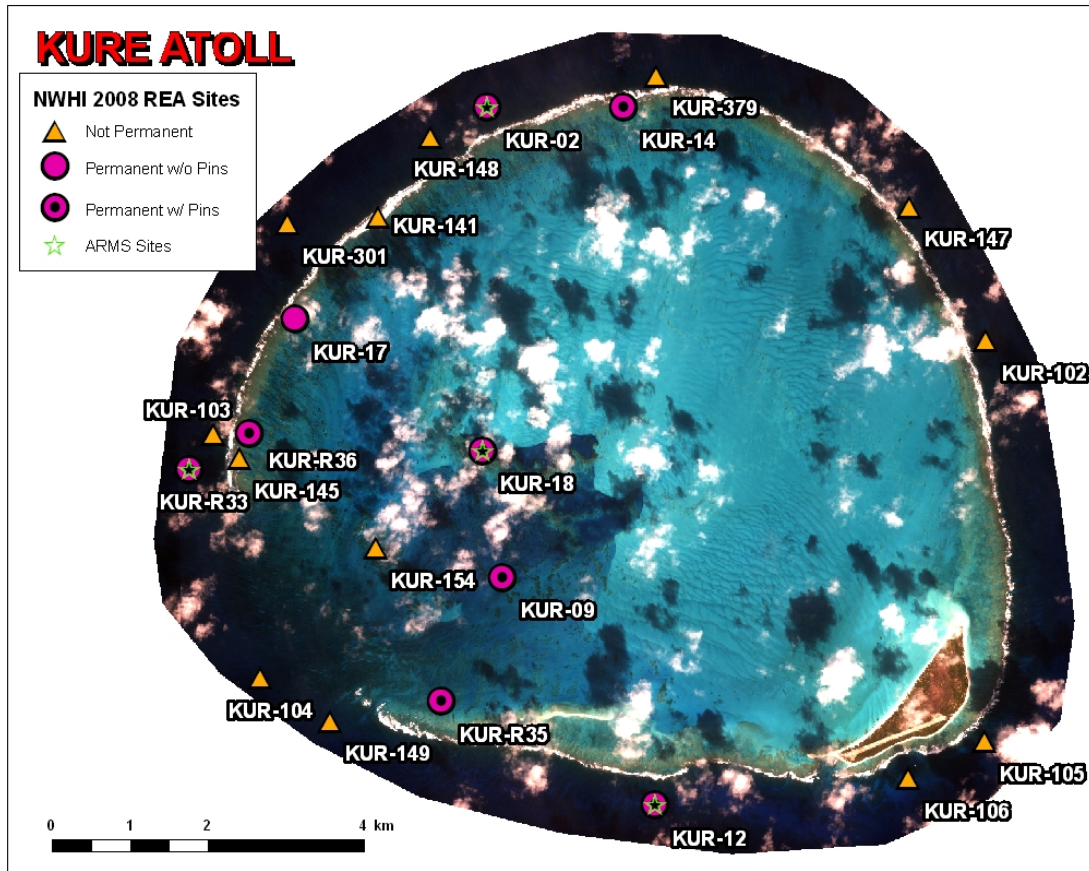 KURE ATOLL
NWHI 2008 REA Sites
Not Permanent
Permanent w/o Pins
Permanent w/ Pins
ARMS Sites
KUR-379
KUR-02
KUR-14
KUR-148
KUR-141
KUR-147
KUR-301
KUR-17
KUR-102
KUR-103
KUR-R36
KUR-18
KUR-145
KUR-R33
KUR-154
KUR-09
KUR-104
KUR-R35
KUR-149
KUR-105
KUR-106
KUR-12
0 1 2 4 km